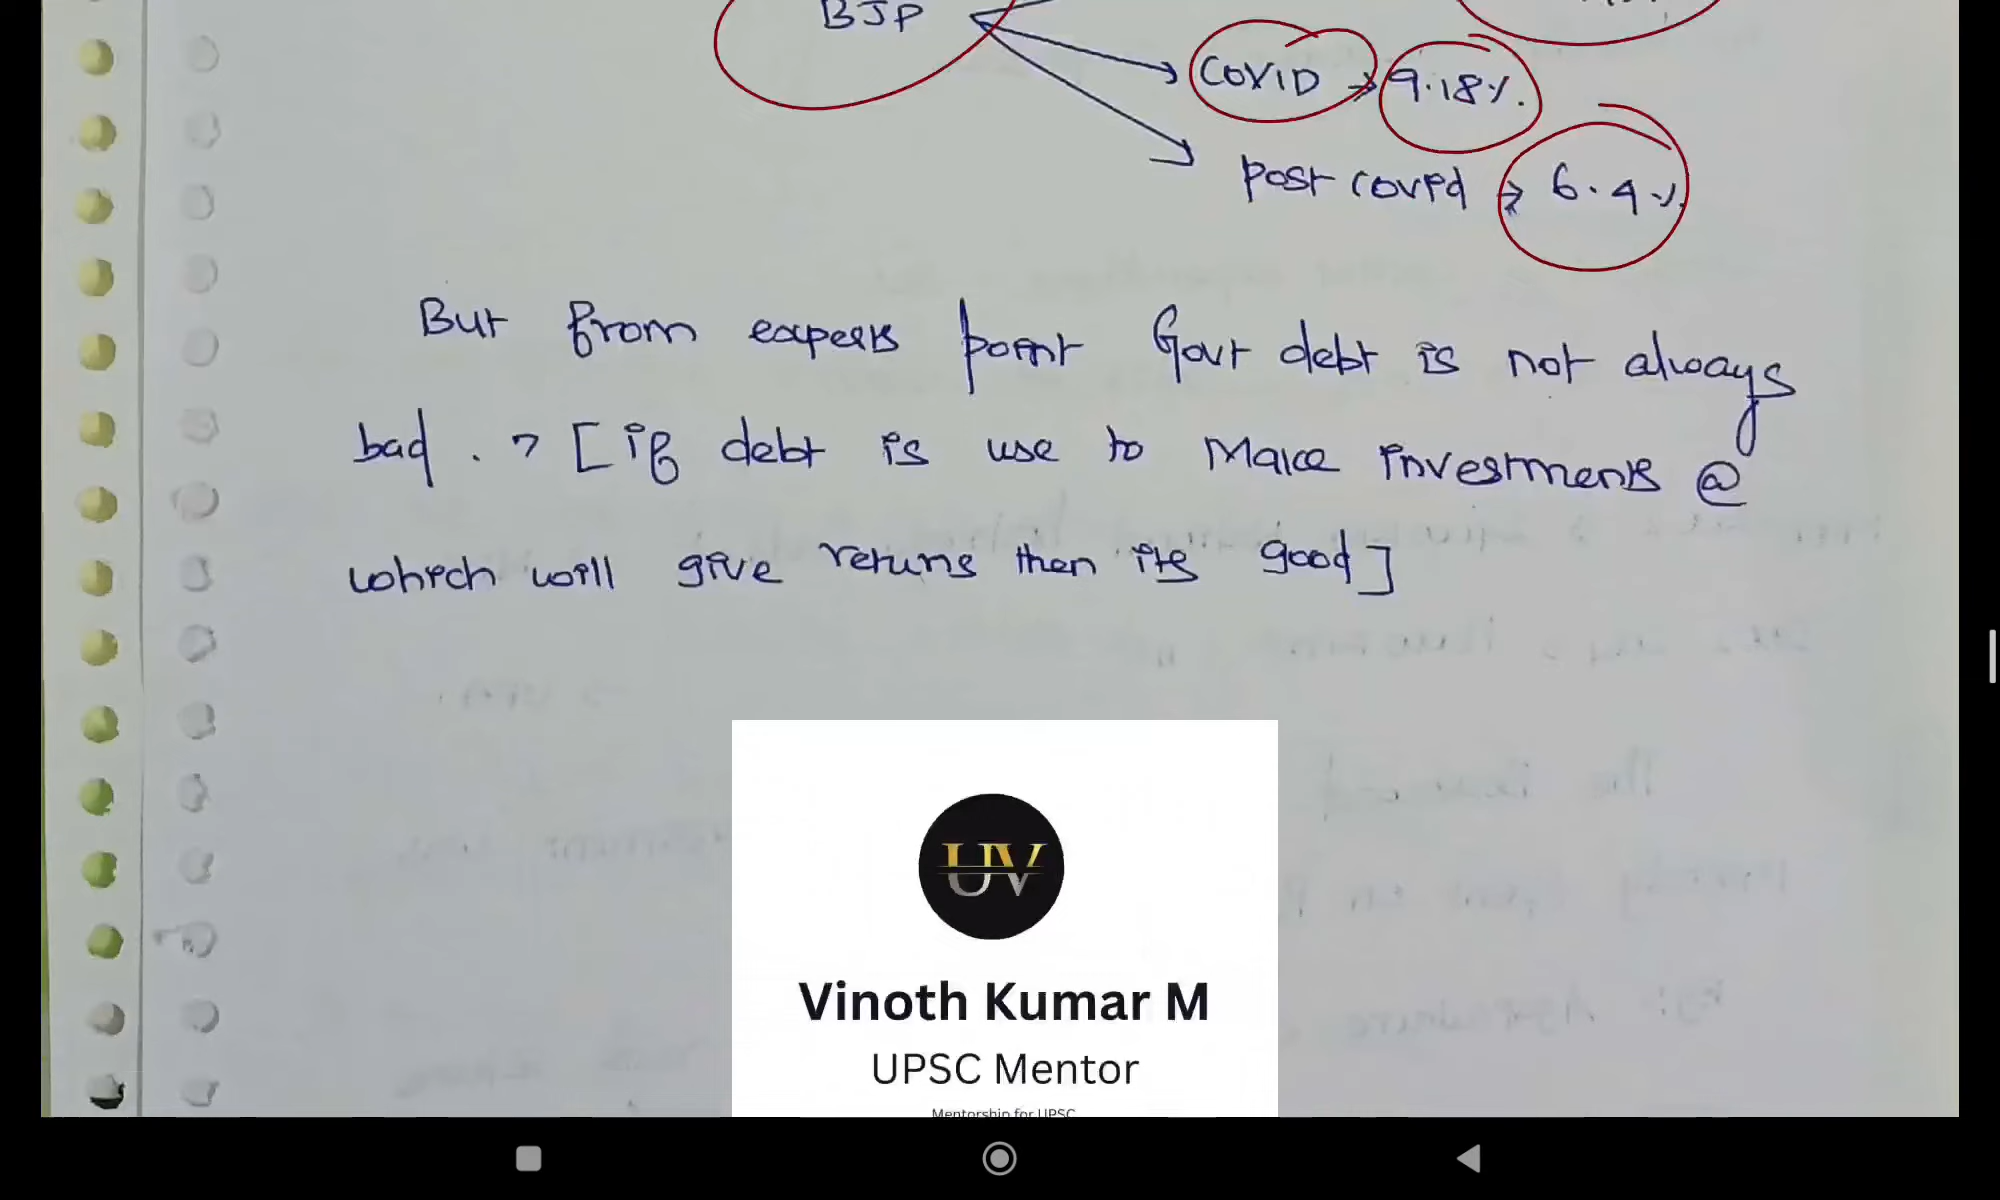 BJP
COVID → 9.18%.
Post covid → 6.4%.
But from experts point Govt debt is not always
bad. → [if debt is use to Make investments @
which will give returns then its good]
UV
Vinoth Kumar M
UPSC Mentor
Mentorship for UPSC